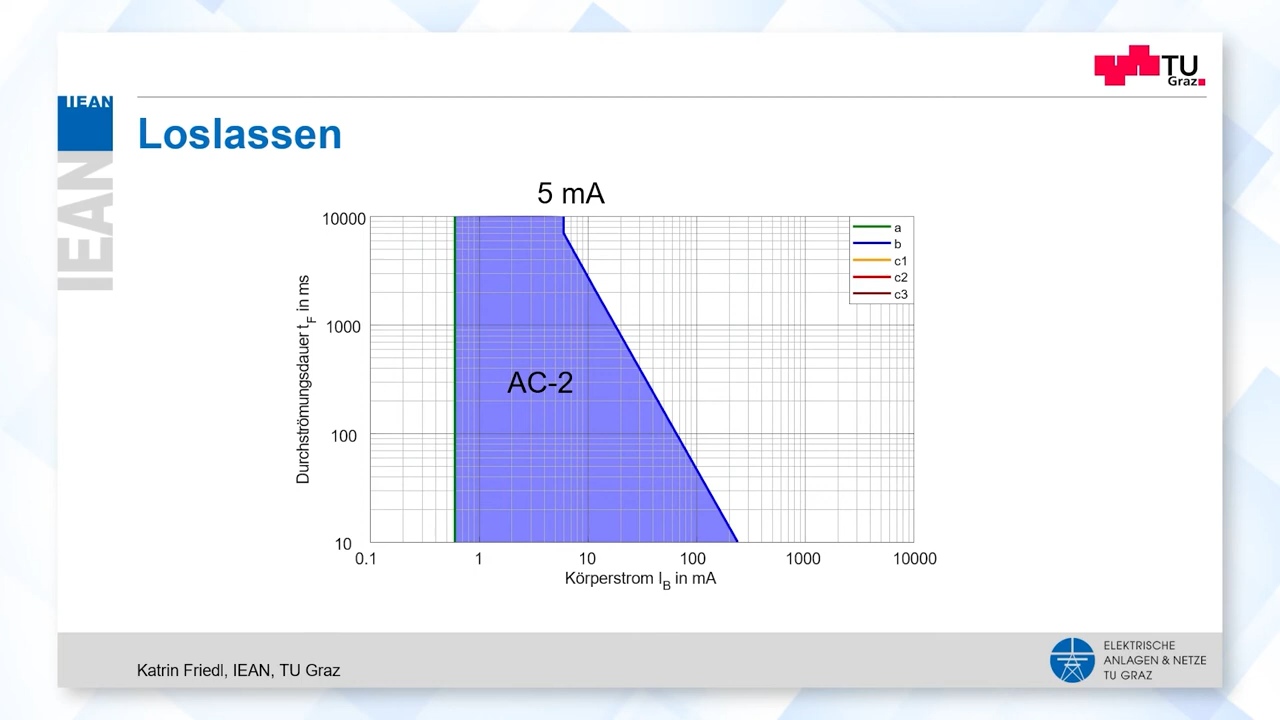 TU
Graz
IEAN
IEAN
Loslassen
5 mA
10000
1000
100
10
Durchströmungsdauer tF in ms
AC-2
a
b
c1
c2
c3
0.1
1
10
100
1000
10000
Körperstrom IB in mA
Katrin Friedl, IEAN, TU Graz
ELEKTRISCHE
ANLAGEN & NETZE
TU GRAZ